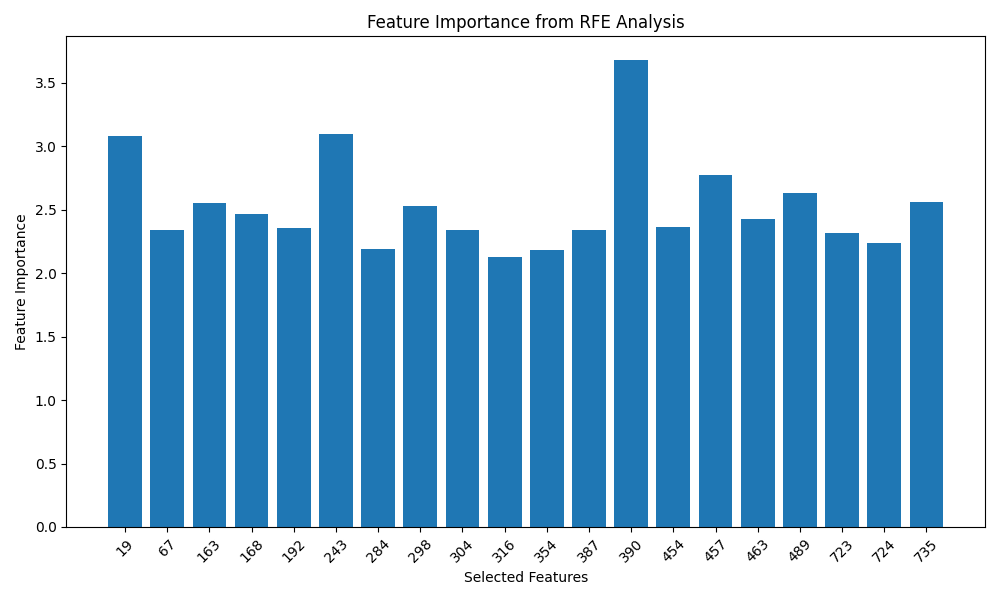 Feature Importance from RFE Analysis
Feature Importance
3.5
3.0
2.5
2.0
1.5
1.0
0.5
0.0
19 67 163 168 192 243 284 298 304 316 354 387 390 454 457 463 489 723 724 735
Selected Features